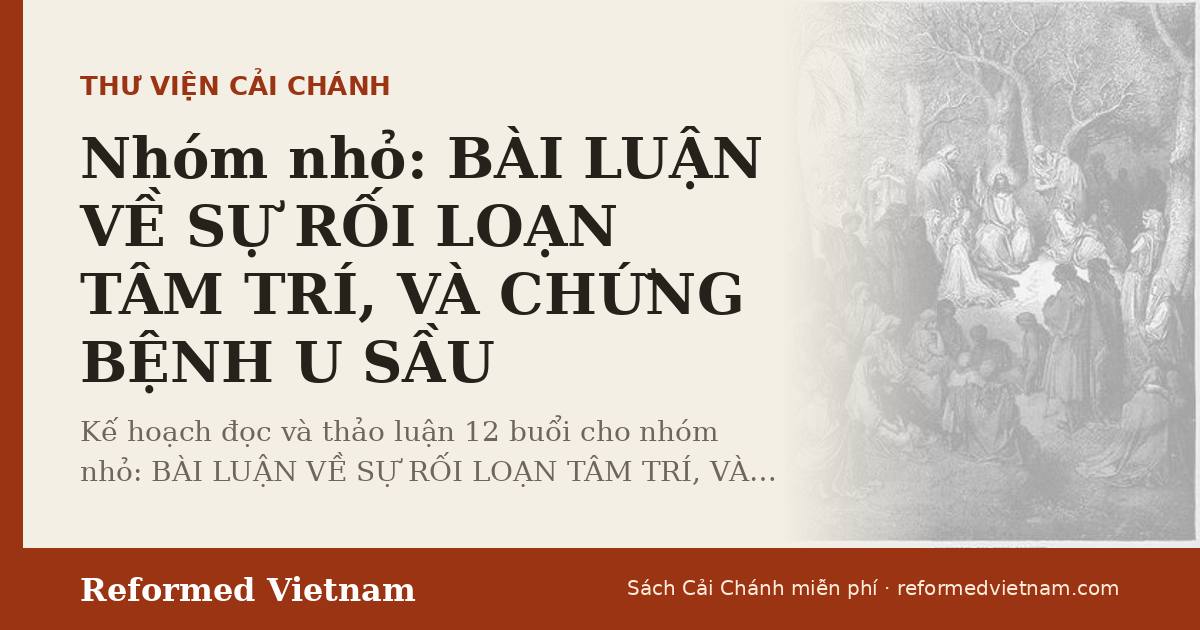 THƯ VIỆN CẢI CHÁNH
Nhóm nhỏ: BÀI LUẬN
VỀ SỰ RỐI LOẠN
TÂM TRÍ, VÀ CHỨNG
BỆNH U SẦU
Kế hoạch đọc và thảo luận 12 buổi cho nhóm
nhỏ: BÀI LUẬN VỀ SỰ RỐI LOẠN TÂM TRÍ, VÀ...
Reformed Vietnam
Sách Cải Chánh miễn phí · reformedvietnam.com